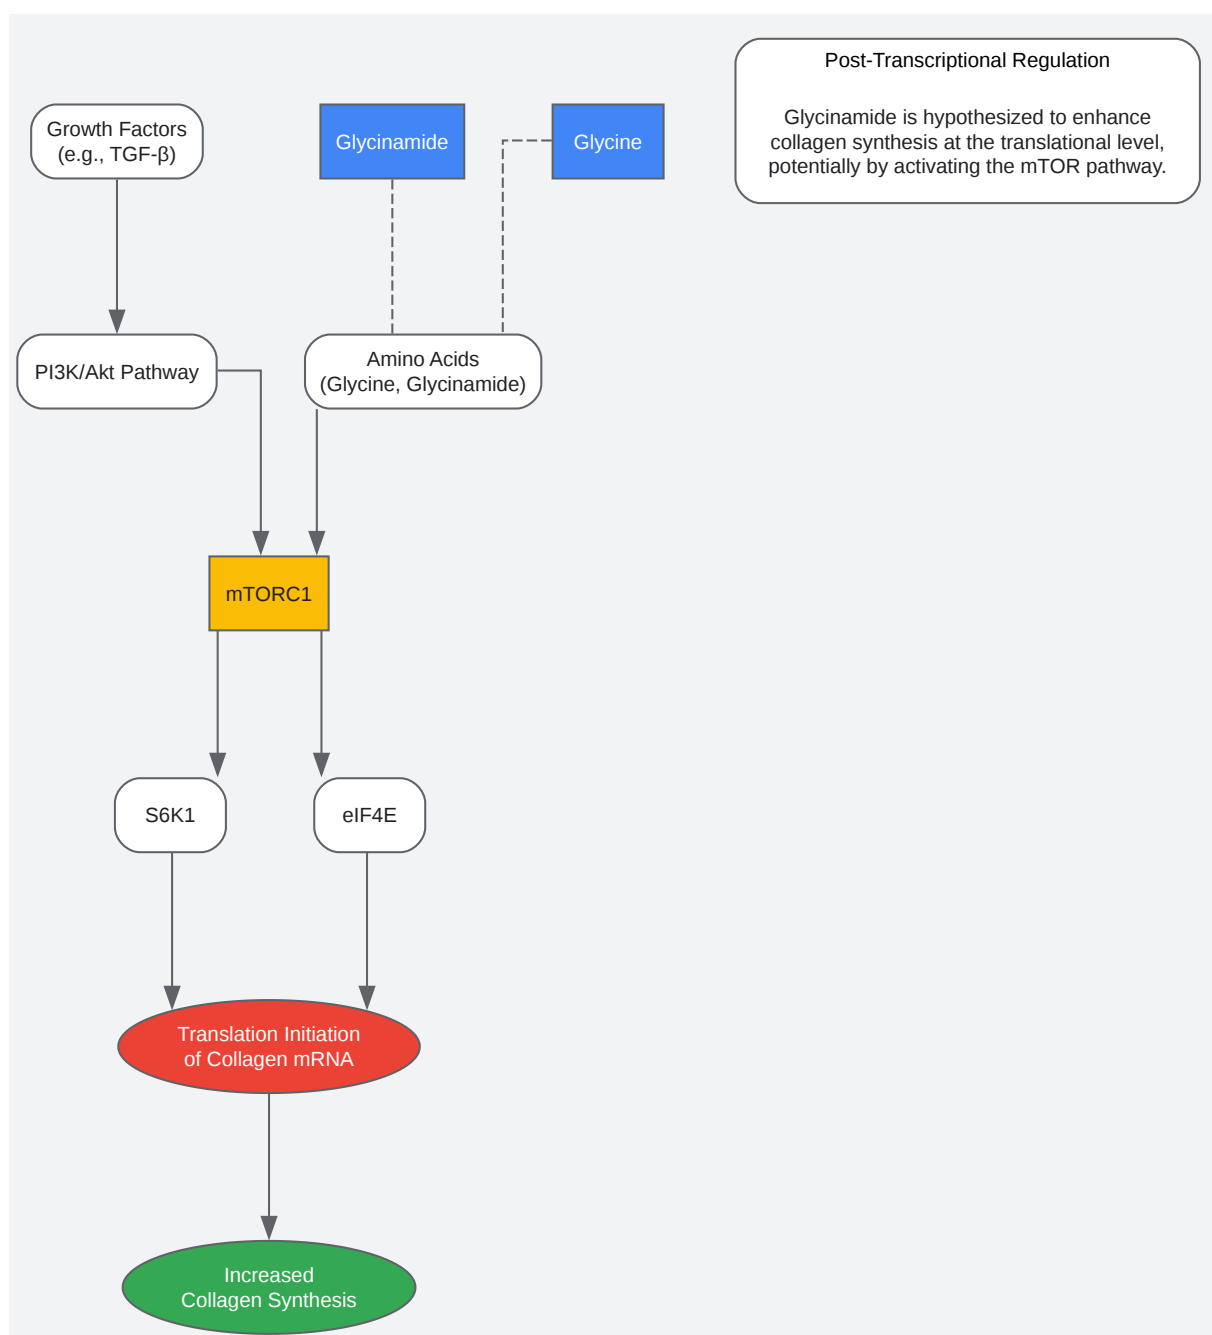 Post-Transcriptional Regulation
Glycinamide is hypothesized to enhance
collagen synthesis at the translational level,
potentially by activating the mTOR pathway.
Growth Factors
(e.g., TGF-β)
Glycinamide
Glycine
PI3K/Akt Pathway
Amino Acids
(Glycine, Glycinamide)
mTORC1
S6K1
eIF4E
Translation Initiation
of Collagen mRNA
Increased
Collagen Synthesis